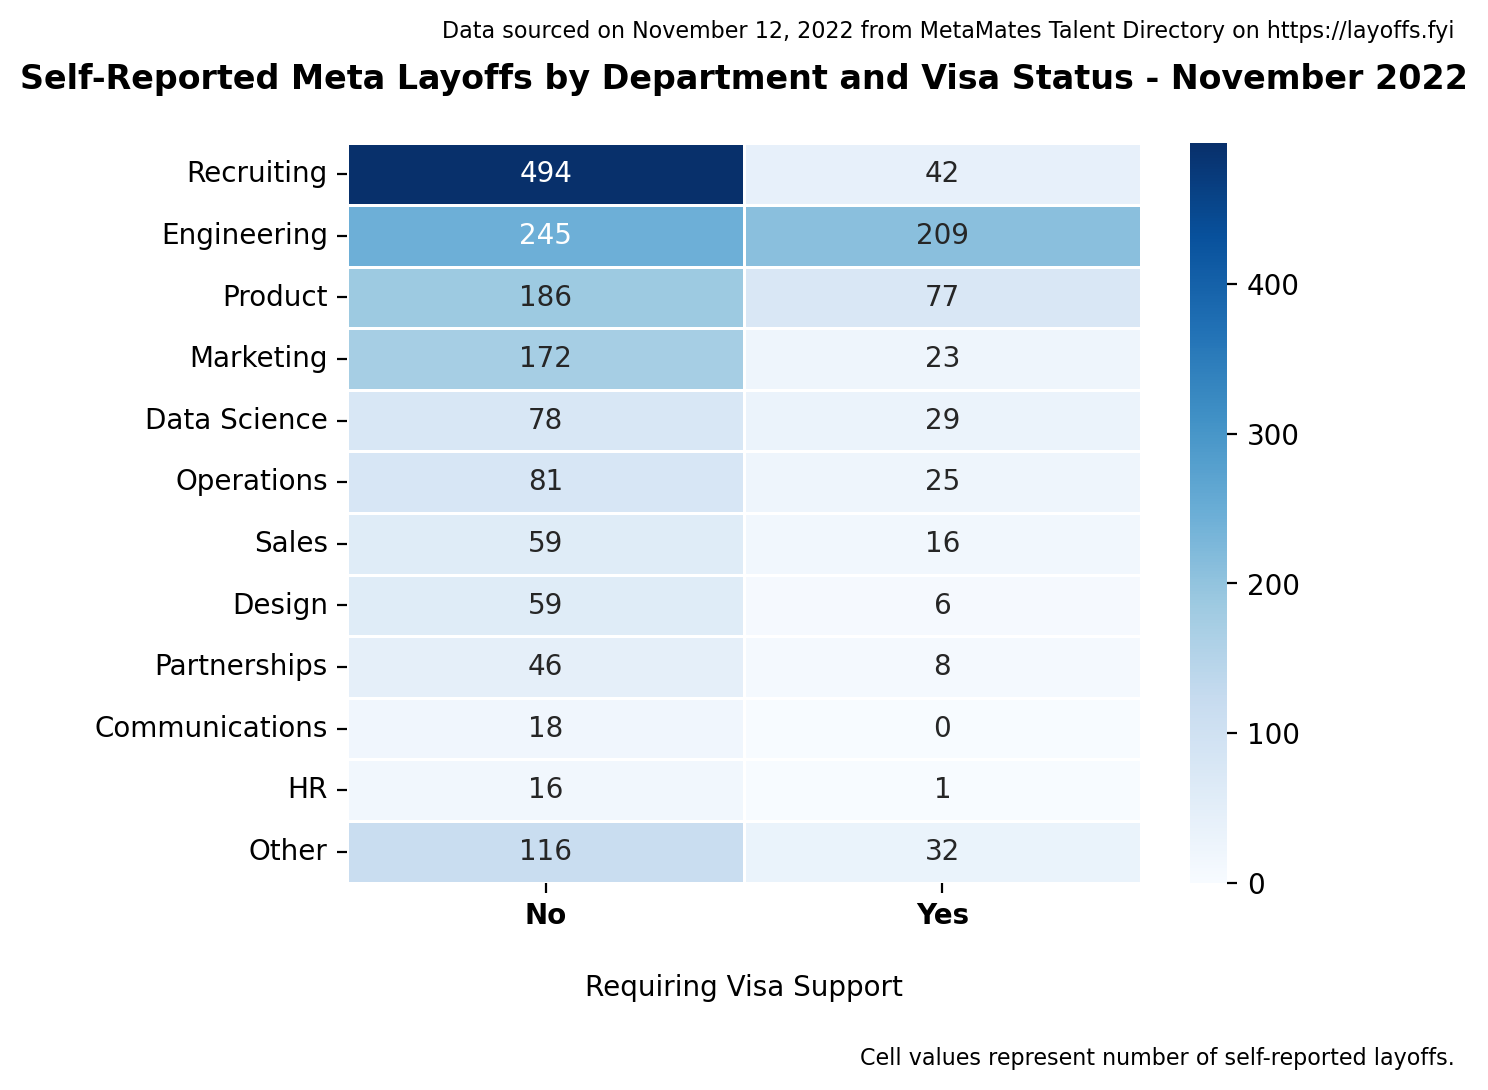 Data sourced on November 12, 2022 from MetaMates Talent Directory on https://layoffs.fyi
Self-Reported Meta Layoffs by Department and Visa Status - November 2022
Recruiting 494 42
Engineering 245 209
Product 186 77
Marketing 172 23
Data Science 78 29
Operations 81 25
Sales 59 16
Design 59 6
Partnerships 46 8
Communications 18 0
HR 16 1
Other 116 32
No Yes
Requiring Visa Support
400
300
200
100
0
Cell values represent number of self-reported layoffs.